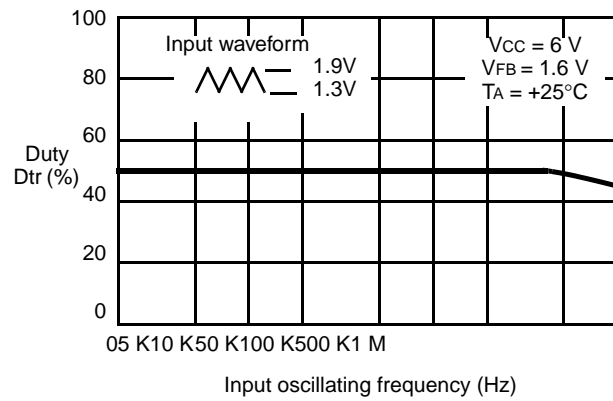 100
80
60
40
20
0
Duty
Dtr (%)
Input waveform
1.9V
1.3V
VCC = 6 V
VFB = 1.6 V
TA = +25°C
05 K10 K50 K100 K500 K1 M
Input oscillating frequency (Hz)